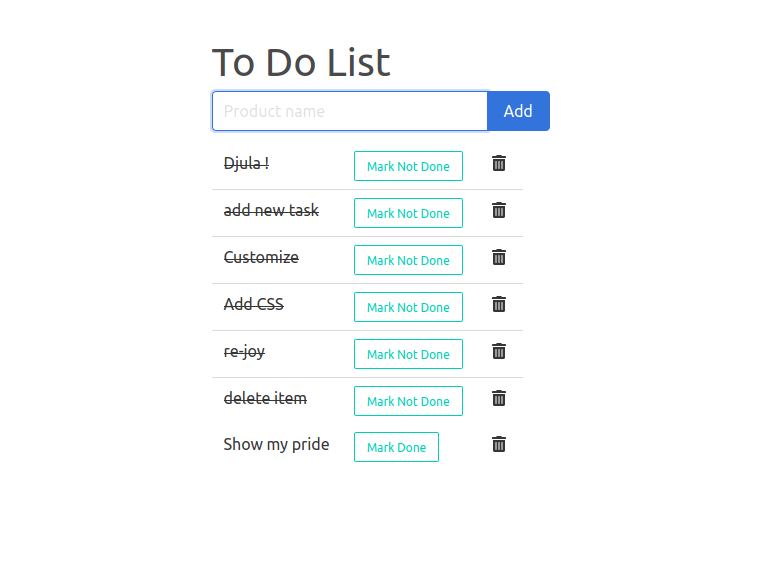 To Do List
Product name Add
Djula ! Mark Not Done
add new task Mark Not Done
Customize Mark Not Done
Add CSS Mark Not Done
re-joy Mark Not Done
delete item Mark Not Done
Show my pride Mark Done